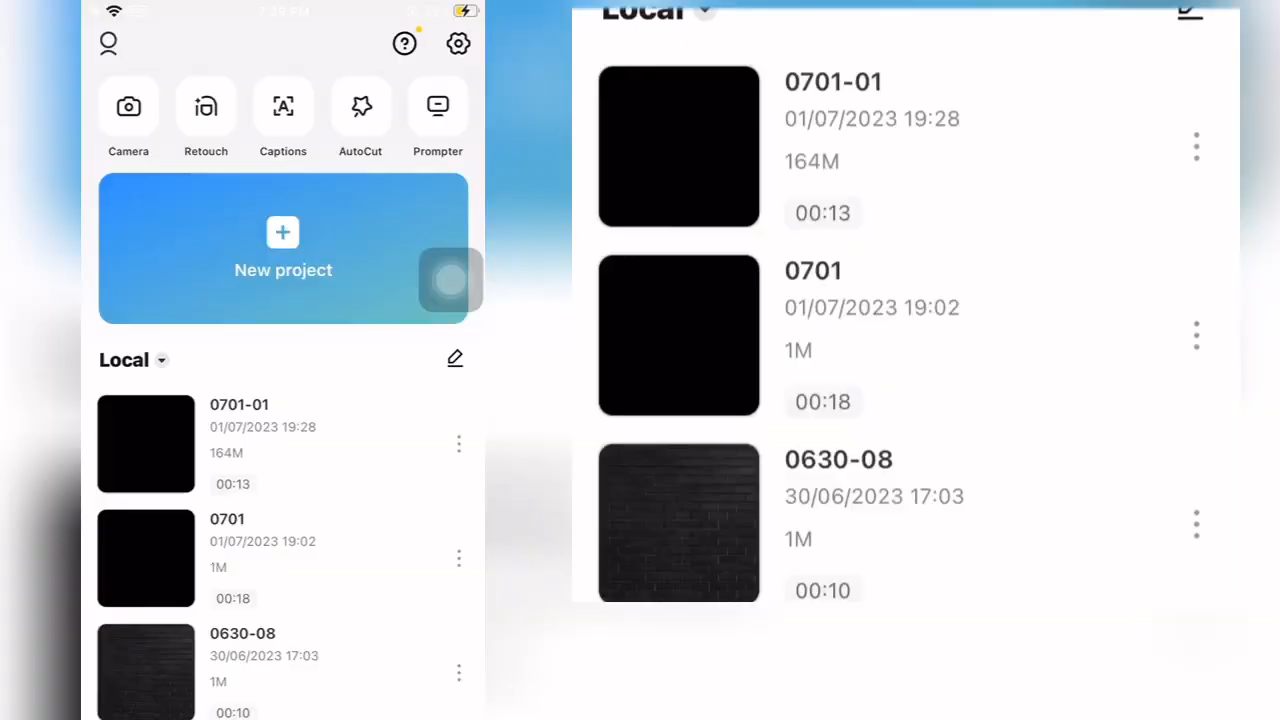 7:39 PM
Camera
Retouch
Captions
AutoCut
Prompter
New project
Local
0701-01
01/07/2023 19:28
164M
00:13
0701
01/07/2023 19:02
1M
00:18
0630-08
30/06/2023 17:03
1M
00:10
Local
0701-01
01/07/2023 19:28
164M
00:13
0701
01/07/2023 19:02
1M
00:18
0630-08
30/06/2023 17:03
1M
00:10